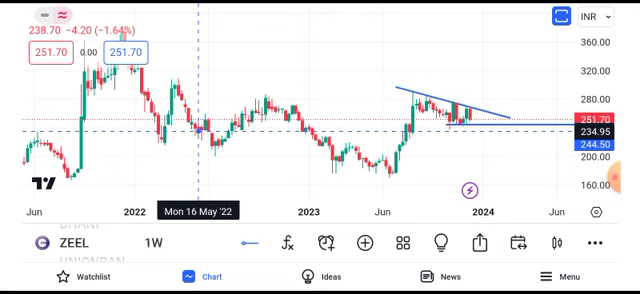 INR
238.70 −4.20 (−1.64%)
251.70 0.00 251.70
360.00
320.00
280.00
251.70
234.95
244.50
200.00
160.00
Jun 2022 Mon 16 May '22 2023 Jun 2024 Jun
ZEEL 1W
UNIONBAN
Watchlist Chart Ideas News Menu